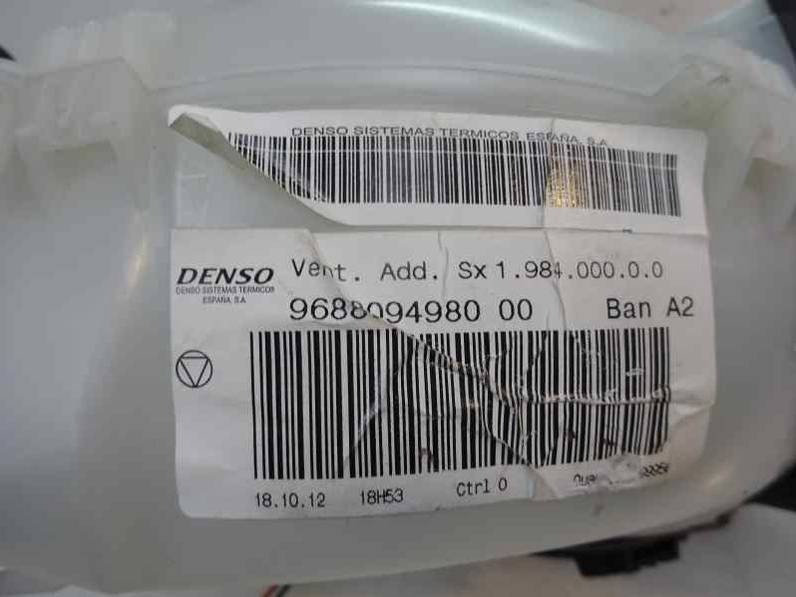 DENSO SISTEMAS TERMICOS ESPAÑA, S.A.
DENSO
DENSO SISTEMAS TERMICOS
ESPAÑA, S.A.
Vent. Add. Sx 1.984.000.0.0
9688094980 00 Ban A2
18.10.12 18H53 Ctrl 0